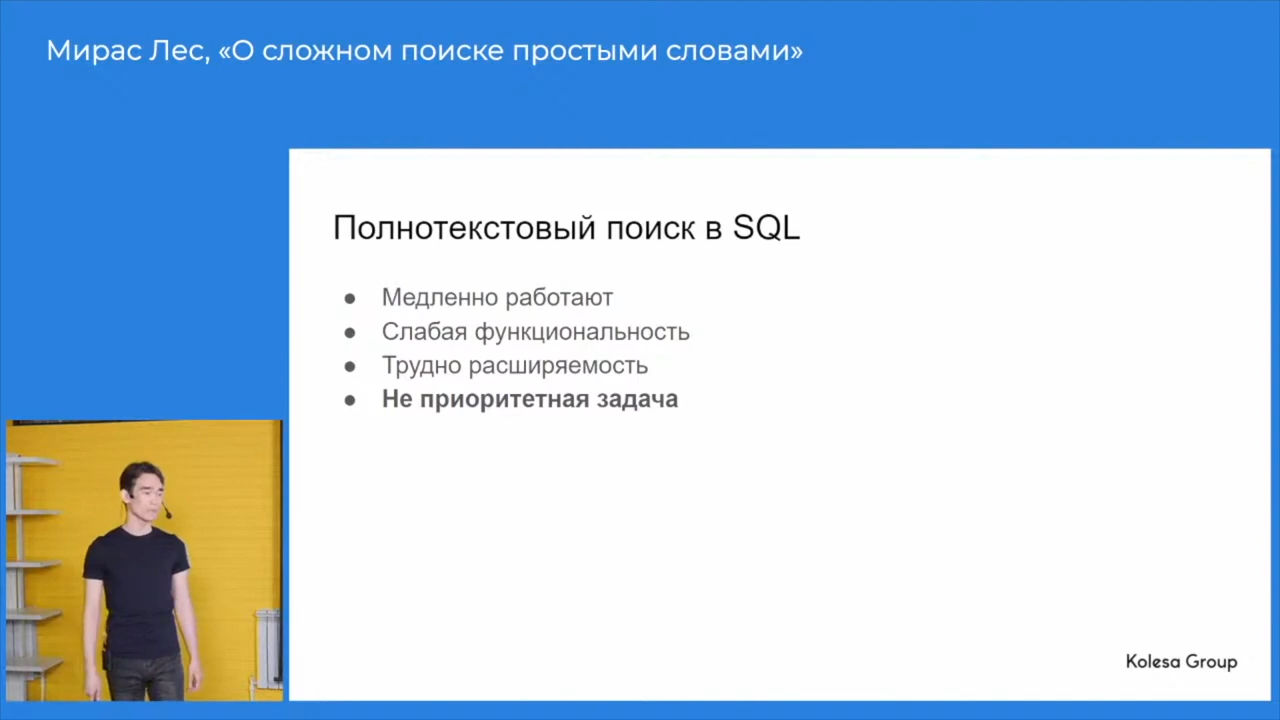 Мирас Лес, «О сложном поиске простыми словами»
Полнотекстовый поиск в SQL
● Медленно работают
● Слабая функциональность
● Трудно расширяемость
● Не приоритетная задача
Kolesa Group